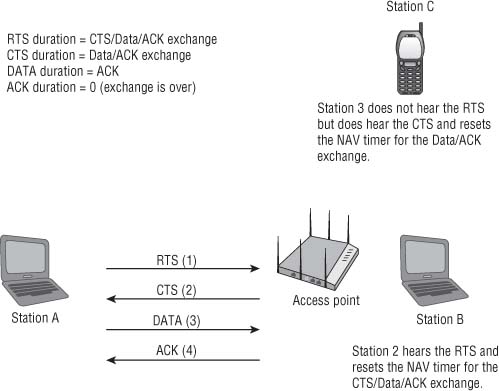 Station C
RTS duration = CTS/Data/ACK exchange
CTS duration = Data/ACK exchange
DATA duration = ACK
ACK duration = 0 (exchange is over)
Station 3 does not hear the RTS
but does hear the CTS and resets
the NAV timer for the Data/ACK
exchange.
RTS (1)
CTS (2)
DATA (3)
ACK (4)
Station A
Access point
Station B
Station 2 hears the RTS and
resets the NAV timer for the
CTS/Data/ACK exchange.